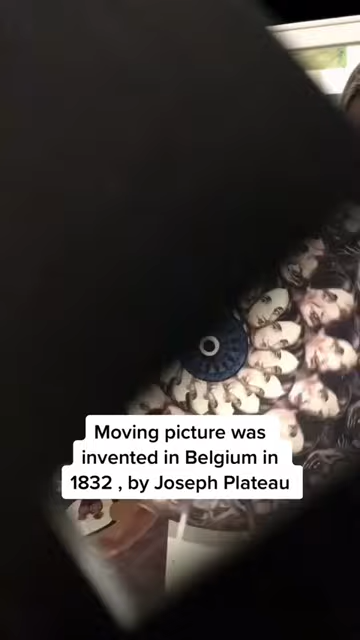 Moving picture was
invented in Belgium in
1832 , by Joseph Plateau